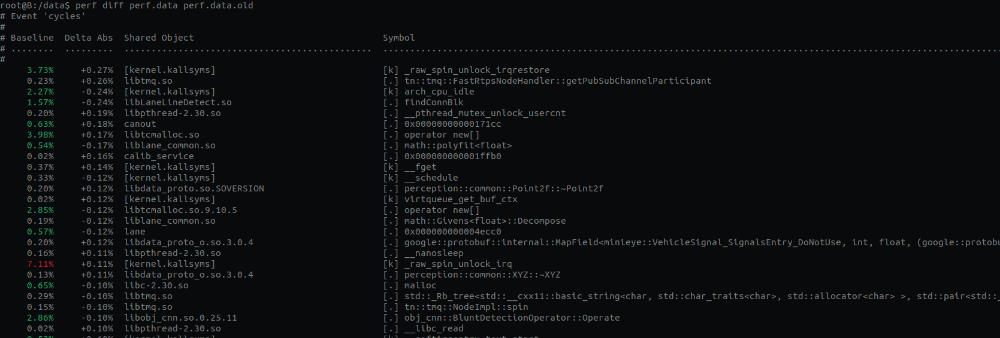 root@B:/data$ perf diff perf.data perf.data.old
# Event 'cycles'
#
# Baseline  Delta Abs  Shared Object                                   Symbol
# ........  .........  ..............................................  ..................................................................................................................
#
     3.73%     +0.27%  [kernel.kallsyms]                               [k] _raw_spin_unlock_irqrestore
     0.23%     +0.26%  libtmq.so                                       [.] tn::tmq::FastRtpsNodeHandler::getPubSubChannelParticipant
     2.27%     -0.24%  [kernel.kallsyms]                               [k] arch_cpu_idle
     1.57%     -0.24%  libLaneLineDetect.so                            [.] findConnBlk
     0.20%     +0.19%  libpthread-2.30.so                              [.] __pthread_mutex_unlock_usercnt
     0.63%     +0.18%  canout                                          [.] 0x00000000000171cc
     3.98%     +0.17%  libtcmalloc.so                                  [.] operator new[]
     0.54%     -0.17%  liblane_common.so                               [.] math::polyfit<float>
     0.02%     +0.16%  calib_service                                   [.] 0x000000000001ffb0
     0.37%     +0.14%  [kernel.kallsyms]                               [k] __fget
     0.33%     -0.12%  [kernel.kallsyms]                               [k] __schedule
     0.20%     +0.12%  libdata_proto.so.SOVERSION                      [.] perception::common::Point2f::~Point2f
     0.02%     +0.12%  [kernel.kallsyms]                               [k] virtqueue_get_buf_ctx
     2.85%     -0.12%  libtcmalloc.so.9.10.5                           [.] operator new[]
     0.19%     -0.12%  liblane_common.so                               [.] math::Givens<float>::Decompose
     0.57%     -0.12%  lane                                            [.] 0x000000000004ecc0
     0.20%     +0.12%  libdata_proto_o.so.3.0.4                        [.] google::protobuf::internal::MapField<minieye::VehicleSignal_SignalsEntry_DoNotUse, int, float, (google::protobu
     0.16%     +0.11%  libpthread-2.30.so                              [.] __nanosleep
     7.11%     +0.11%  [kernel.kallsyms]                               [k] _raw_spin_unlock_irq
     0.13%     +0.11%  libdata_proto_o.so.3.0.4                        [.] perception::common::XYZ::~XYZ
     0.65%     -0.10%  libc-2.30.so                                    [.] malloc
     0.29%     -0.10%  libtmq.so                                       [.] std::_Rb_tree<std::__cxx11::basic_string<char, std::char_traits<char>, std::allocator<char> >, std::pair<std::_
     0.15%     -0.10%  libtmq.so                                       [.] tn::tmq::NodeImpl::spin
     2.86%     -0.10%  libobj_cnn.so.0.25.11                           [.] obj_cnn::BluntDetectionOperator::Operate
     0.02%     +0.10%  libpthread-2.30.so                              [.] __libc_read